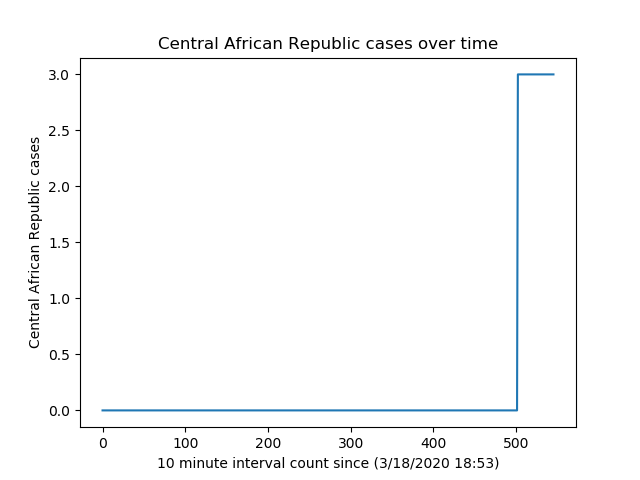 Central African Republic cases over time
3.0
2.5
2.0
1.5
1.0
0.5
0.0
Central African Republic cases
0 100 200 300 400 500
10 minute interval count since (3/18/2020 18:53)